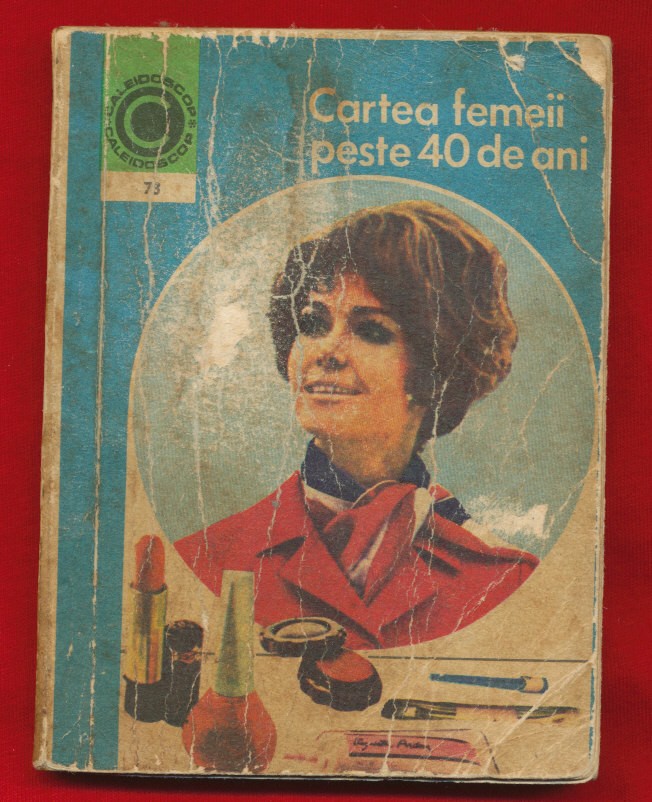 CALEIDOSCOP*
CALEIDOSCOP
73
Cartea femeii
peste 40 de ani